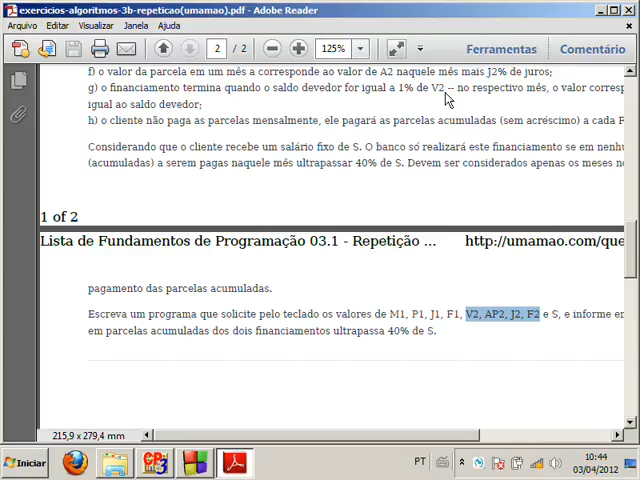 exercicios-algoritmos-3b-repeticao(umamao).pdf - Adobe Reader
Arquivo Editar Visualizar Janela Ajuda
2 / 2 125% Ferramentas Comentário
f) o valor da parcela em um mês a corresponde ao valor de A2 naquele mês mais J2% de juros;
g) o financiamento termina quando o saldo devedor for igual a 1% de V2 -- no respectivo mês, o valor corresp
igual ao saldo devedor;
h) o cliente não paga as parcelas mensalmente, ele pagará as parcelas acumuladas (sem acréscimo) a cada F
Considerando que o cliente recebe um salário fixo de S. O banco só realizará este financiamento se em nenhu
(acumuladas) a serem pagas naquele mês ultrapassar 40% de S. Devem ser considerados apenas os meses no
1 of 2
Lista de Fundamentos de Programação 03.1 - Repetição ... http://umamao.com/que
pagamento das parcelas acumuladas.
Escreva um programa que solicite pelo teclado os valores de M1, P1, J1, F1, V2, AP2, J2, F2 e S, e informe em
em parcelas acumuladas dos dois financiamentos ultrapassa 40% de S.
215,9 x 279,4 mm
Iniciar PT 10:44
03/04/2012